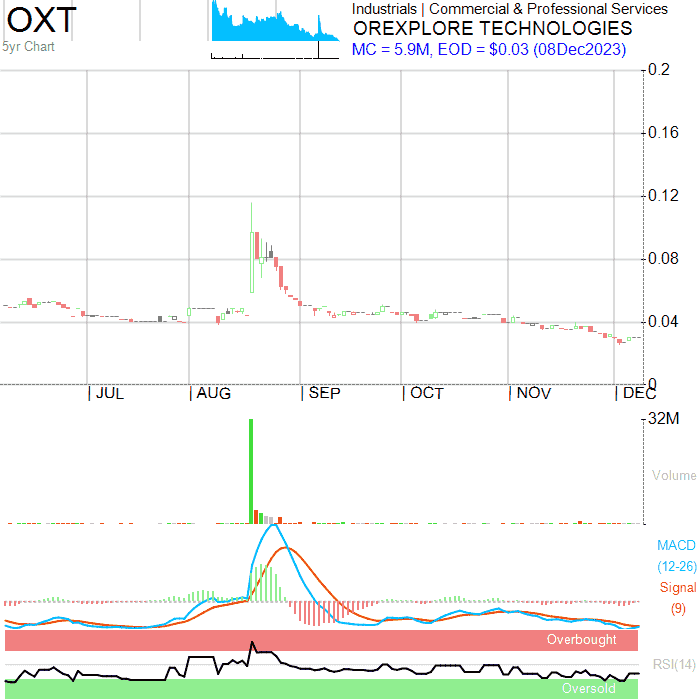 OXT
5yr Chart
Industrials | Commercial & Professional Services
OREXPLORE TECHNOLOGIES
MC = 5.9M, EOD = $0.03 (08Dec2023)
0.2
0.16
0.12
0.08
0.04
0
JUL AUG SEP OCT NOV DEC
32M
Volume
MACD
(12-26)
Signal
(9)
Overbought
RSI(14)
Oversold